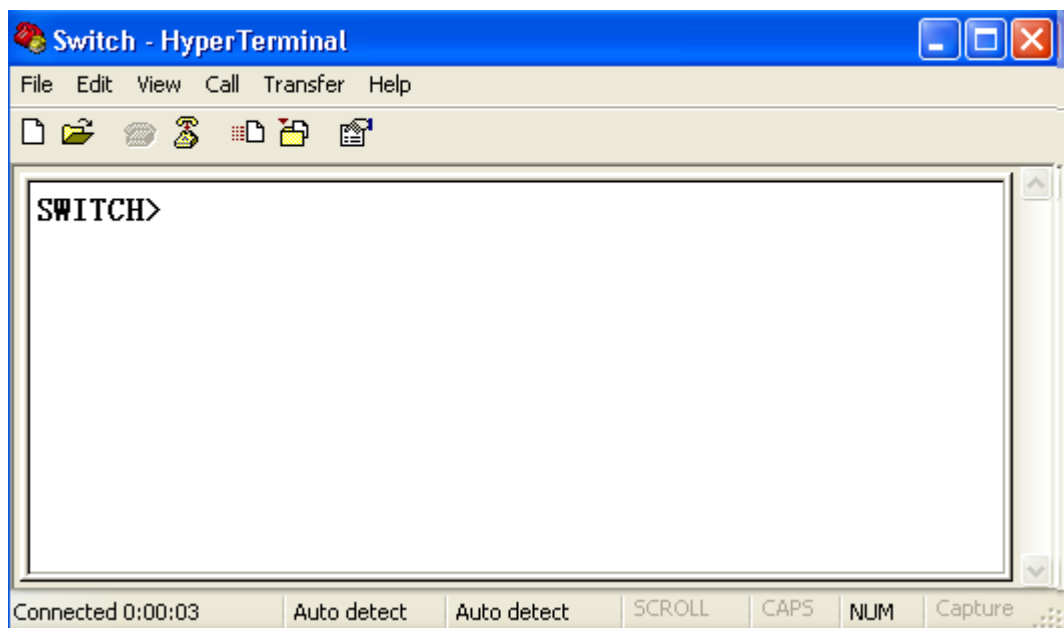 Switch - HyperTerminal
File Edit View Call Transfer Help
SWITCH>
Connected 0:00:03 Auto detect Auto detect SCROLL CAPS NUM Capture